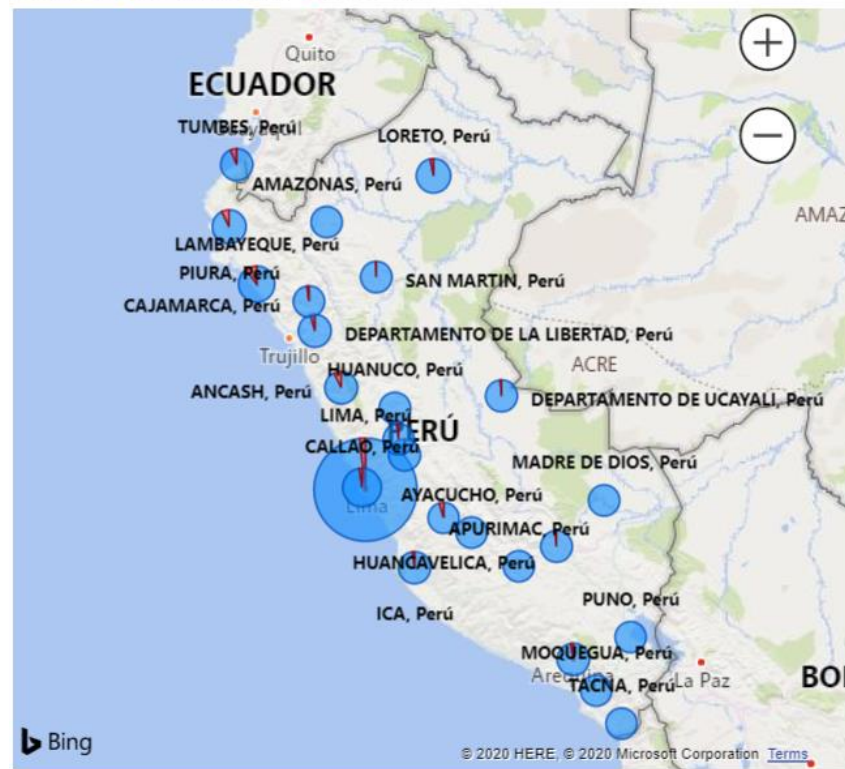 Quito
ECUADOR
TUMBES, Perú
LORETO, Perú
AMAZONAS, Perú
AMAZ
LAMBAYEQUE, Perú
PIURA, Perú
SAN MARTIN, Perú
CAJAMARCA, Perú
DEPARTAMENTO DE LA LIBERTAD, Perú
Trujillo
ACRE
HUANUCO, Perú
ANCASH, Perú
DEPARTAMENTO DE UCAYALI, Perú
LIMA, Perú
PERÚ
CALLAO, Perú
MADRE DE DIOS, Perú
AYACUCHO, Perú
Lima
APURIMAC, Perú
HUANCAVELICA, Perú
PUNO, Perú
ICA, Perú
MOQUEGUA, Perú
Arequipa
La Paz
BO
TACNA, Perú
Bing
© 2020 HERE, © 2020 Microsoft Corporation Terms